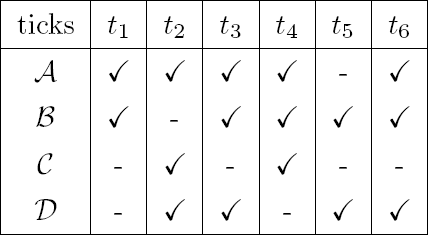 ticks t₁ t₂ t₃ t₄ t₅ t₆
𝒜 ✓ ✓ ✓ ✓ - ✓
ℬ ✓ - ✓ ✓ ✓ ✓
𝒞 - ✓ - ✓ - -
𝒟 - ✓ ✓ - ✓ ✓